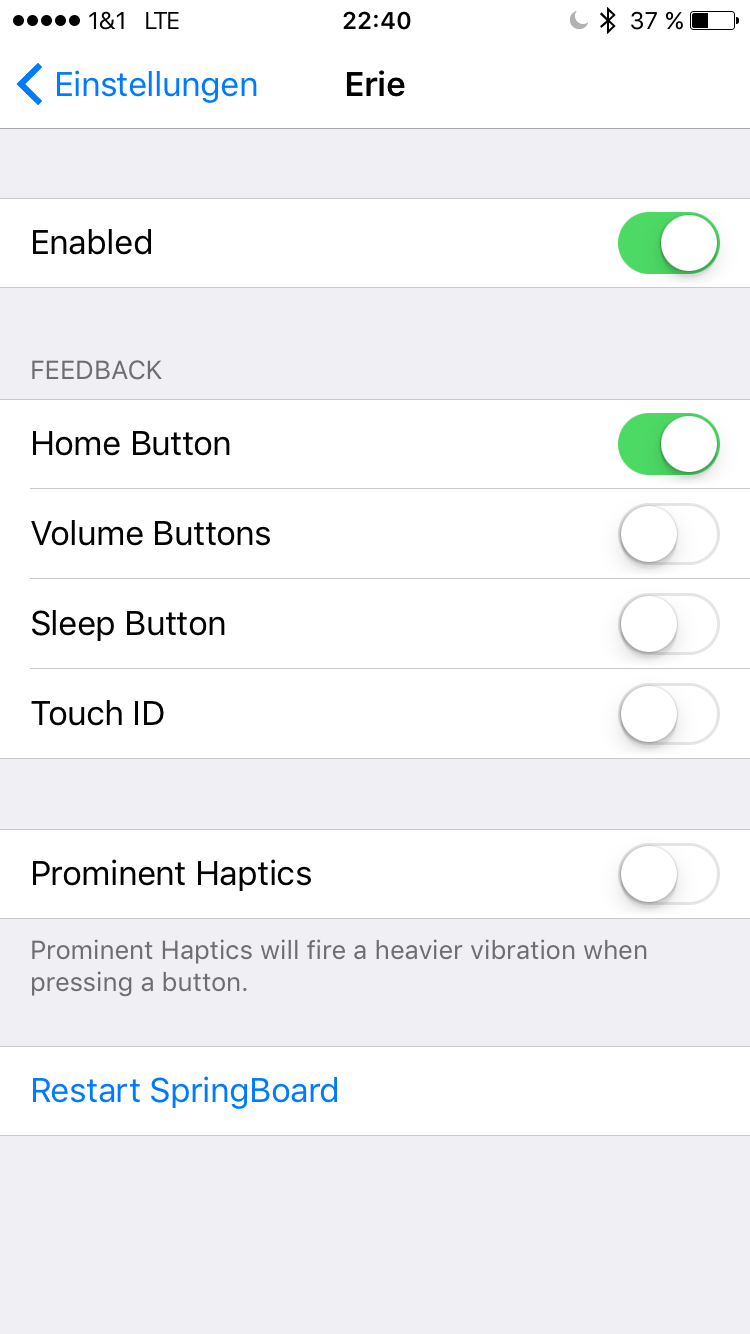 1&1 LTE 22:40 37 %
Einstellungen Erie
Enabled
FEEDBACK
Home Button
Volume Buttons
Sleep Button
Touch ID
Prominent Haptics
Prominent Haptics will fire a heavier vibration when
pressing a button.
Restart SpringBoard